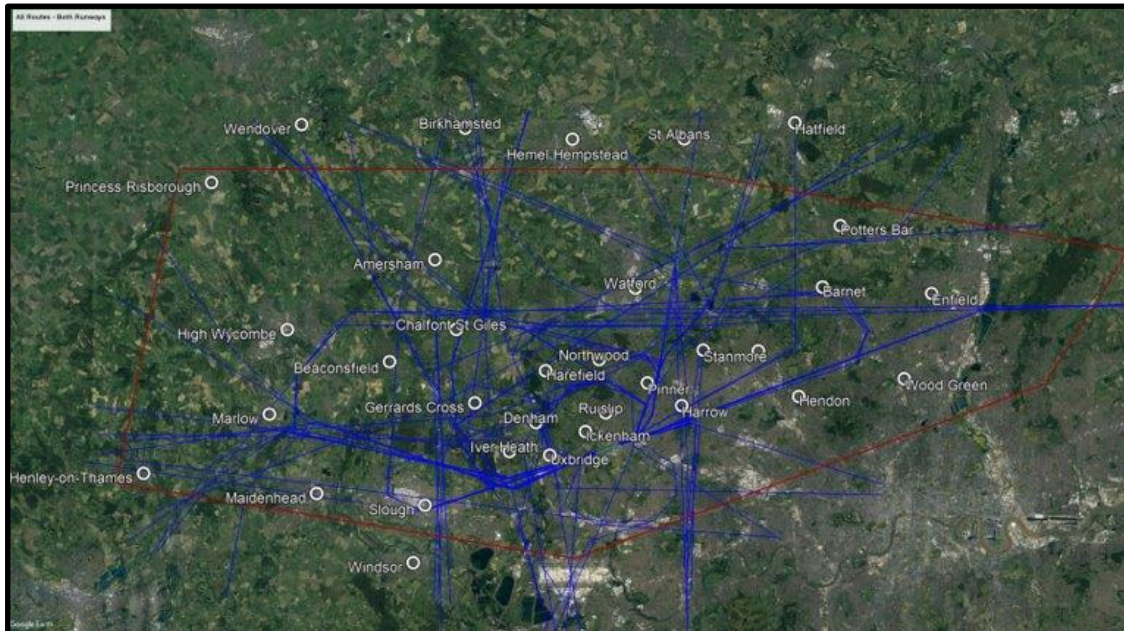 All Routes - Both Runways
Wendover
Birkhamsted
Hemel Hempstead
St Albans
Hatfield
Princess Risborough
Potters Bar
Amersham
Watford
Barnet
Enfield
High Wycombe
Chalfont St Giles
Beaconsfield
Northwood
Stanmore
Harefield
Pinner
Wood Green
Gerrards Cross
Hendon
Marlow
Denham
Ruislip
Harrow
Ickenham
Iver Heath
Uxbridge
Henley-on-Thames
Maidenhead
Slough
Windsor
Google Earth